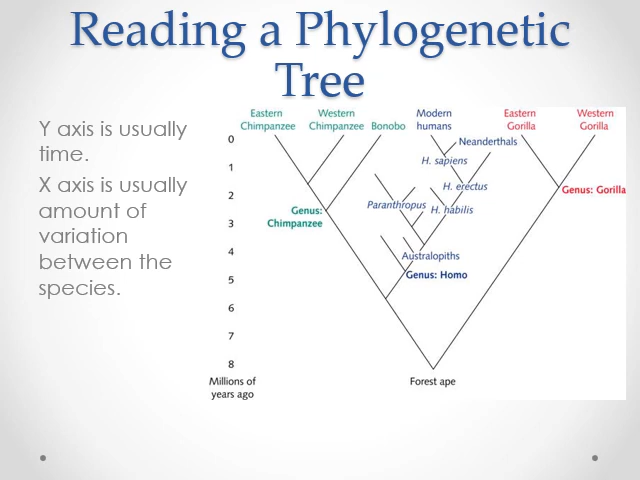 Reading a Phylogenetic
Tree
Y axis is usually
time.
X axis is usually
amount of
variation
between the
species.
Eastern
Chimpanzee
Western
Chimpanzee
Bonobo
Modern
humans
Eastern
Gorilla
Western
Gorilla
0
Neanderthals
H. sapiens
1
H. erectus
Genus: Gorilla
2
Paranthropus
H. habilis
Genus:
Chimpanzee
3
4
Australopiths
5
Genus: Homo
6
7
8
Millions of
years ago
Forest ape